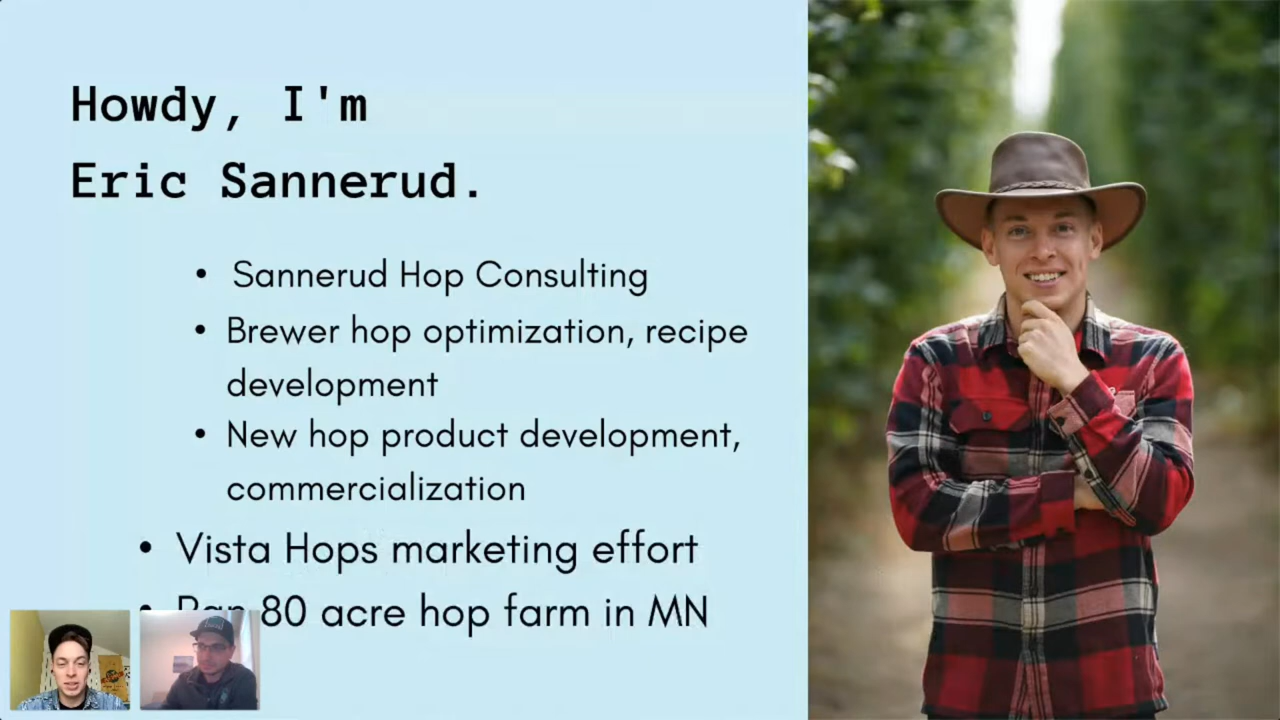 Howdy, I'm
Eric Sannerud.
• Sannerud Hop Consulting
• Brewer hop optimization, recipe
development
• New hop product development,
commercialization
• Vista Hops marketing effort
• Ran 80 acre hop farm in MN